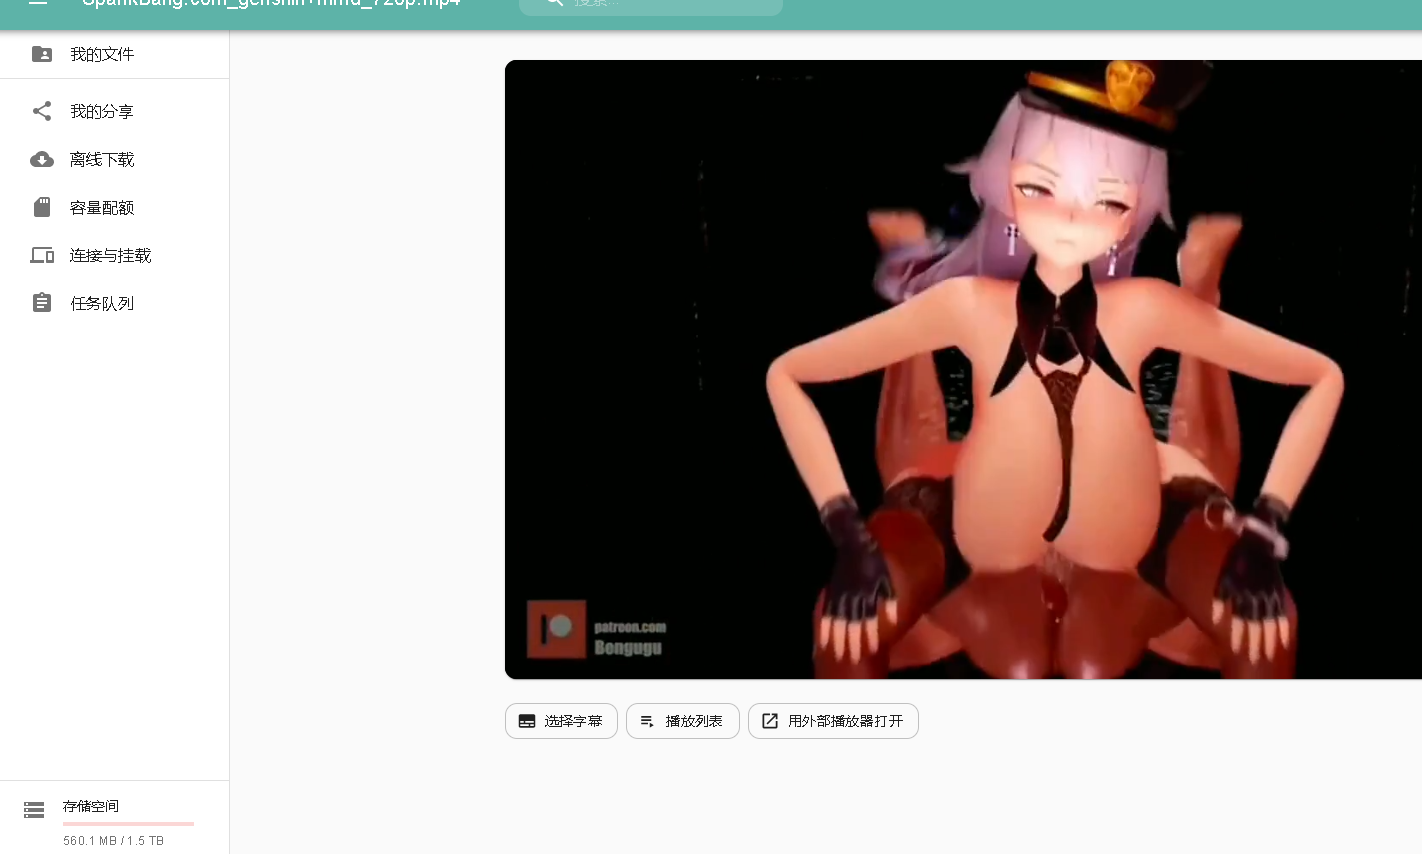 SpankBang.com_genshin+mmd_720p.mp4
搜索...
我的文件
我的分享
离线下载
容量配额
连接与挂载
任务队列
patreon.com
Bengugu
选择字幕
播放列表
用外部播放器打开
存储空间
560.1 MB / 1.5 TB